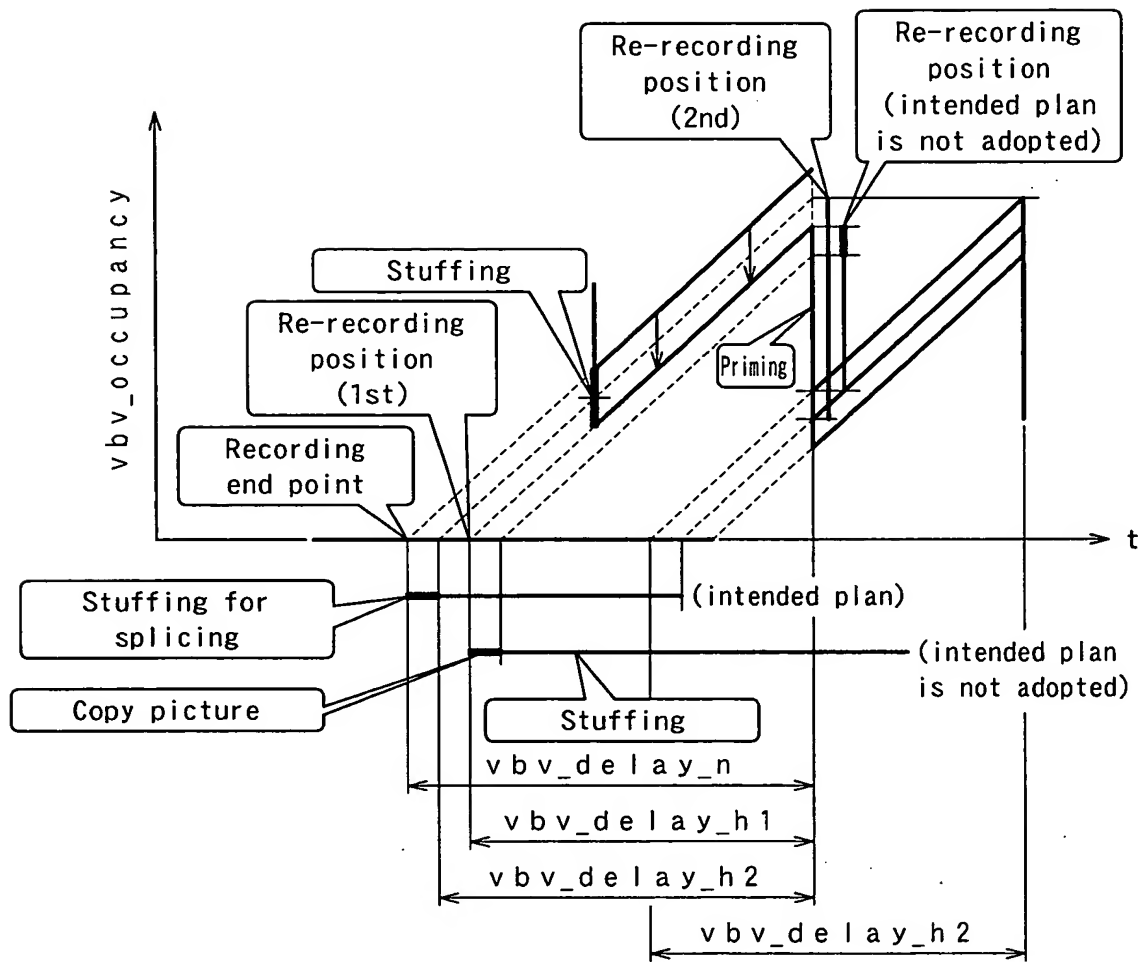 Re-recording
position
(2nd)
Re-recording
position
(intended plan
is not adopted)
vbv_occupancy
Stuffing
Re-recording
position
(1st)
Priming
Recording
end point
t
Stuffing for
splicing
(intended plan)
(intended plan
is not adopted)
Copy picture
Stuffing
vbv_delay_n
vbv_delay_h1
vbv_delay_h2
vbv_delay_h2